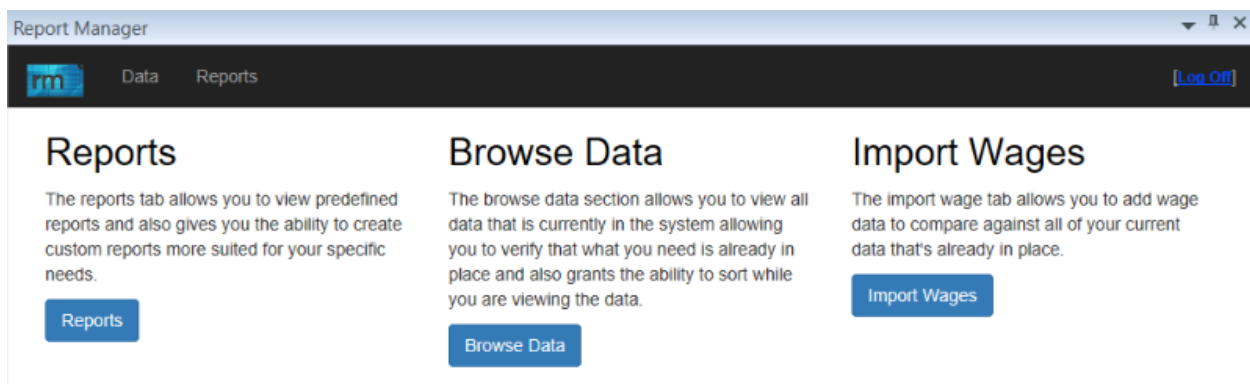 Report Manager
rm Data Reports [Log Off]
Reports
The reports tab allows you to view predefined
reports and also gives you the ability to create
custom reports more suited for your specific
needs.
Reports
Browse Data
The browse data section allows you to view all
data that is currently in the system allowing
you to verify that what you need is already in
place and also grants the ability to sort while
you are viewing the data.
Browse Data
Import Wages
The import wage tab allows you to add wage
data to compare against all of your current
data that's already in place.
Import Wages